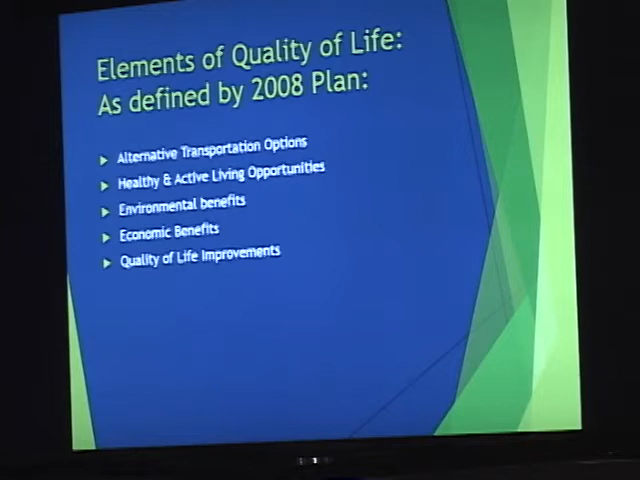 Elements of Quality of Life:
As defined by 2008 Plan:
Alternative Transportation Options
Healthy & Active Living Opportunities
Environmental benefits
Economic Benefits
Quality of Life Improvements